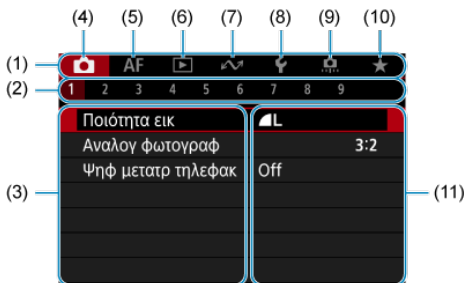 (4) (5) (6) (7) (8) (9) (10)
(1) AF
(2) 1 2 3 4 5 6 7 8 9
Ποιότητα εικ L
Αναλογ φωτογραφ 3:2
Ψηφ μετατρ τηλεφακ Off
(3) (11)